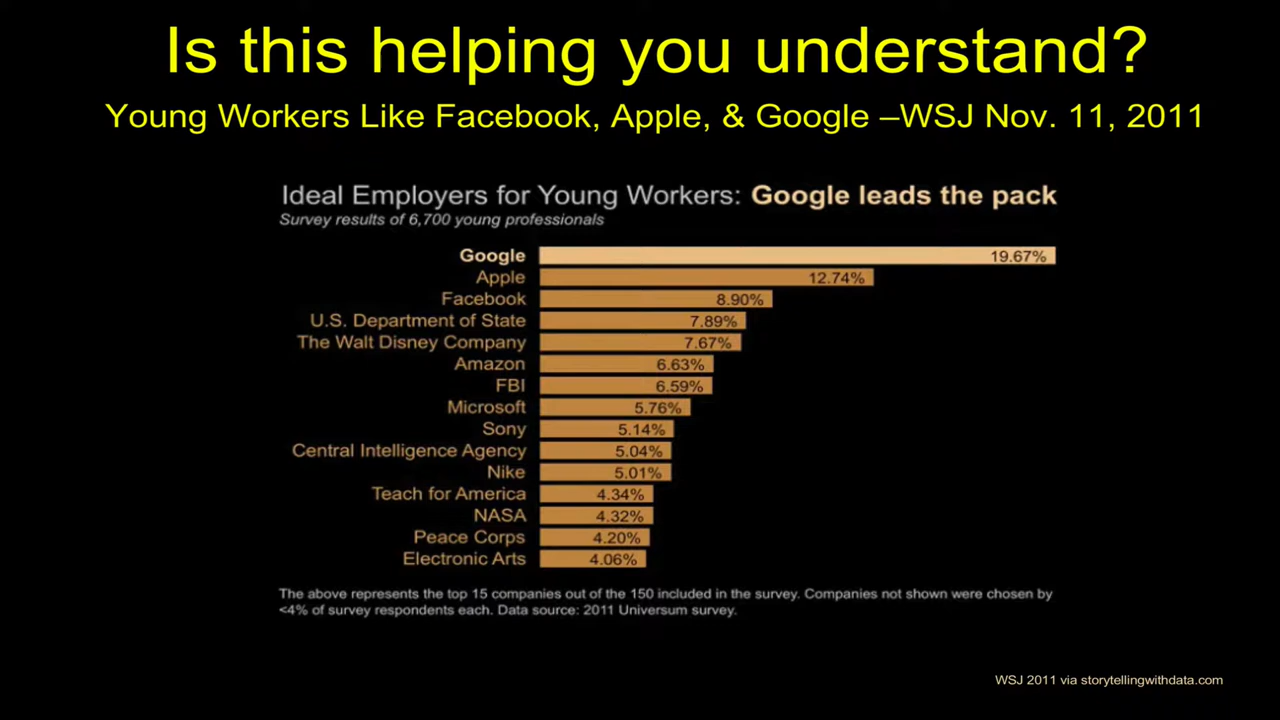 Is this helping you understand?
Young Workers Like Facebook, Apple, & Google –WSJ Nov. 11, 2011
Ideal Employers for Young Workers: Google leads the pack
Survey results of 6,700 young professionals
Google 19.67%
Apple 12.74%
Facebook 8.90%
U.S. Department of State 7.89%
The Walt Disney Company 7.67%
Amazon 6.63%
FBI 6.59%
Microsoft 5.76%
Sony 5.14%
Central Intelligence Agency 5.04%
Nike 5.01%
Teach for America 4.34%
NASA 4.32%
Peace Corps 4.20%
Electronic Arts 4.06%
The above represents the top 15 companies out of the 150 included in the survey. Companies not shown were chosen by
<4% of survey respondents each. Data source: 2011 Universum survey.
WSJ 2011 via storytellingwithdata.com